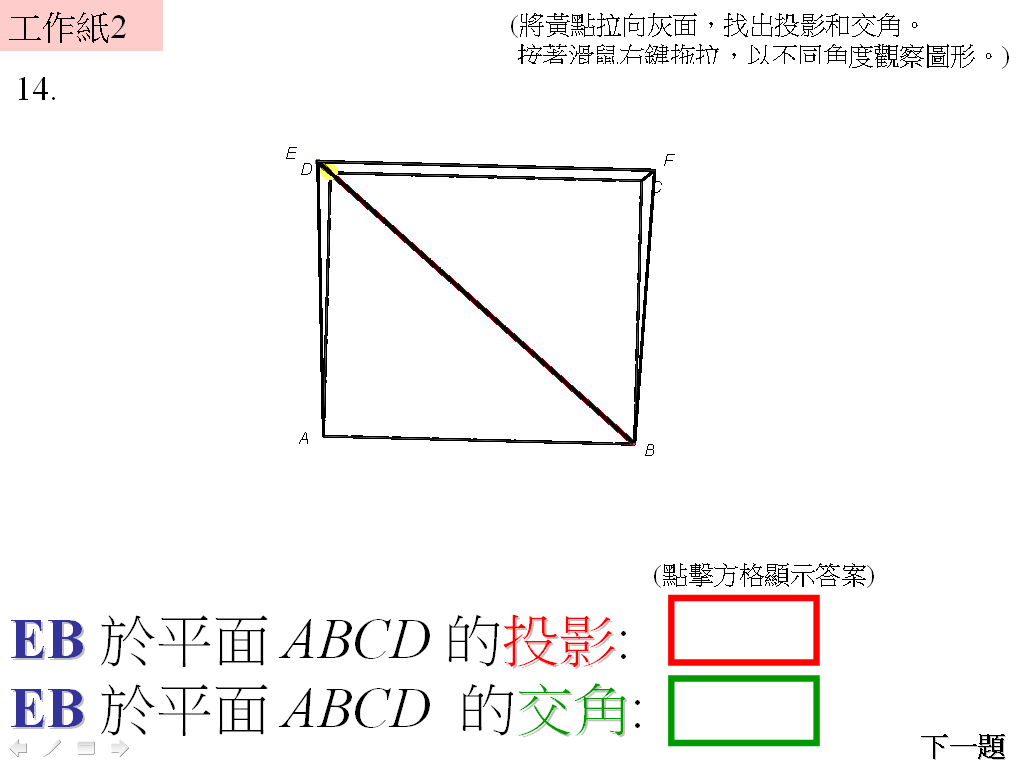 工作紙2
(將黃點拉向灰面，找出投影和交角。
按著滑鼠右鍵拖拉，以不同角度觀察圖形。)
14.
E
F
D
C
A
B
(點擊方格顯示答案)
EB 於平面 ABCD 的投影:
EB 於平面 ABCD 的交角:
下一題